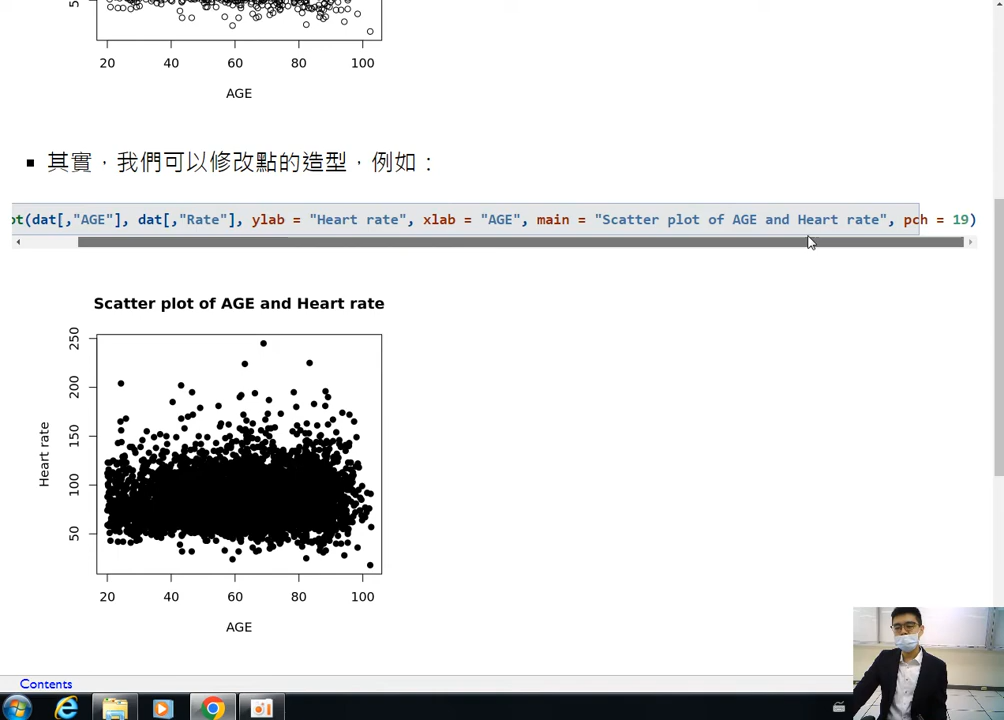 5
20 40 60 80 100
AGE
其實，我們可以修改點的造型，例如：
ot(dat[,"AGE"], dat[,"Rate"], ylab = "Heart rate", xlab = "AGE", main = "Scatter plot of AGE and Heart rate", pch = 19)
Scatter plot of AGE and Heart rate
250
200
150
100
50
Heart rate
20 40 60 80 100
AGE
Contents